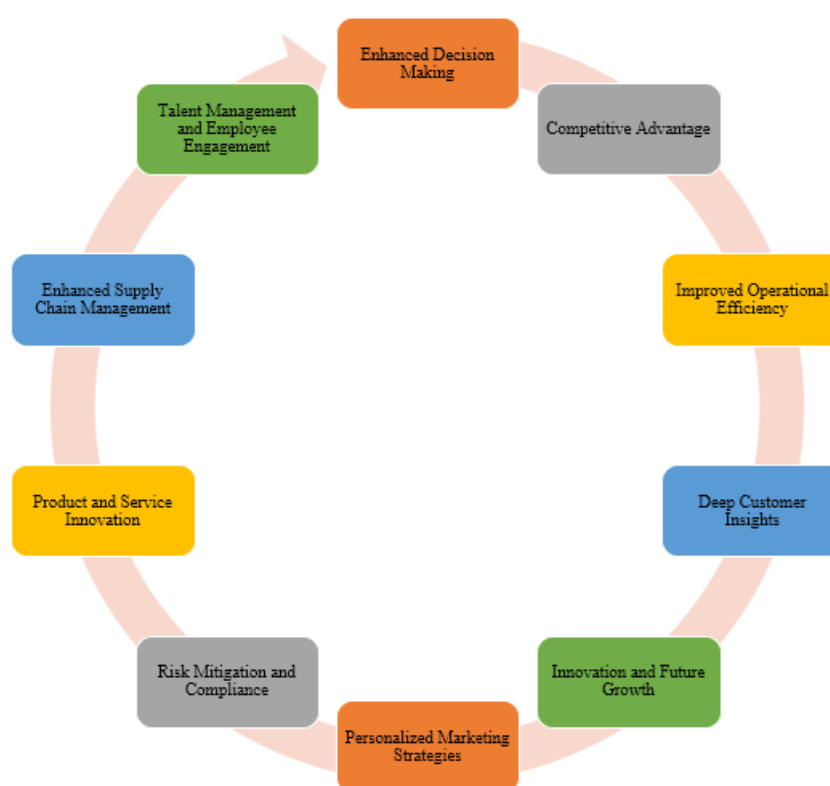 Enhanced Decision
Making
Competitive Advantage
Improved Operational
Efficiency
Deep Customer
Insights
Innovation and Future
Growth
Personalized Marketing
Strategies
Risk Mitigation and
Compliance
Product and Service
Innovation
Enhanced Supply
Chain Management
Talent Management
and Employee
Engagement